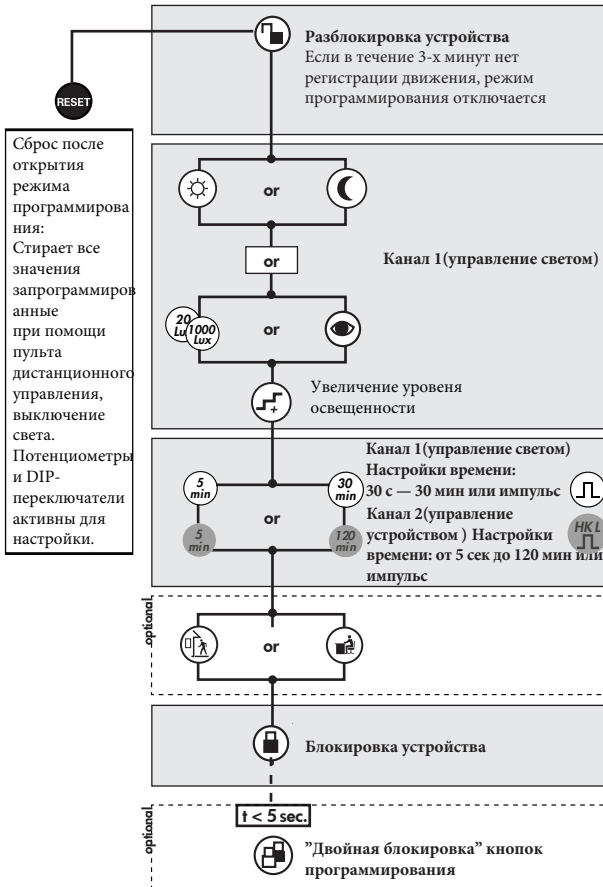 Разблокировка устройства
Если в течение 3-х минут нет
регистрации движения, режим
программирования отключается
RESET
Сброс после
открытия
режима
программирова
ния:
Стирает все
значения
запрограммиров
анные
при помощи
пульта
дистанционного
управления,
выключение
света.
Потенциометры
и DIP-
переключатели
активны для
настройки.
or
or
Канал 1(управление светом)
20
Lu
1000
Lux
or
Увеличение уровеня
освещенности
+
Канал 1(управление светом)
Настройки времени:
30 с — 30 мин или импульс
Канал 2(управление
устройством ) Настройки
времени: от 5 сек до 120 мин или
импульс
5
min
30
min
or
5
min
120
min
HKL
optional
or
Блокировка устройства
t < 5 sec.
optional
"Двойная блокировка" кнопок
программирования